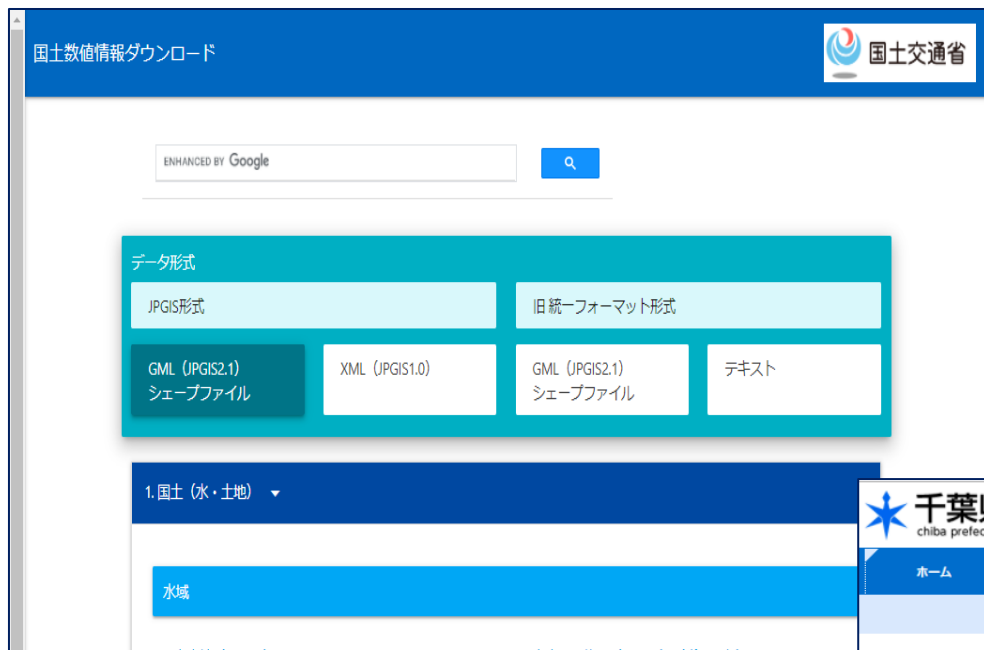 国土数値情報ダウンロード
国土交通省
ENHANCED BY Google
データ形式
JPGIS形式
旧 統一フォーマット形式
GML（JPGIS2.1）
シェープファイル
XML（JPGIS1.0）
GML（JPGIS2.1）
シェープファイル
テキスト
1. 国土（水・土地）
千葉
chiba
ホーム
水域